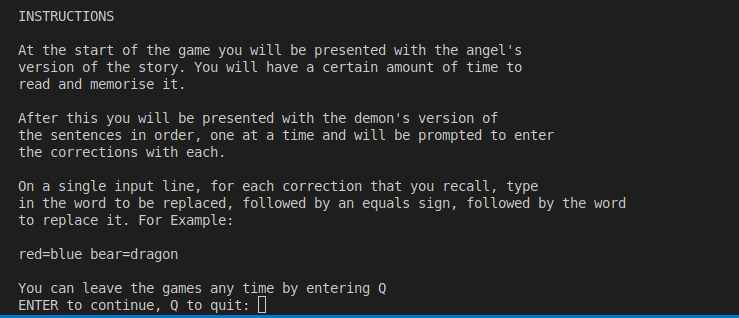 INSTRUCTIONS
At the start of the game you will be presented with the angel's
version of the story. You will have a certain amount of time to
read and memorise it.
After this you will be presented with the demon's version of
the sentences in order, one at a time and will be prompted to enter
the corrections with each.
On a single input line, for each correction that you recall, type
in the word to be replaced, followed by an equals sign, followed by the word
to replace it. For Example:
red=blue bear=dragon
You can leave the games any time by entering Q
ENTER to continue, Q to quit: